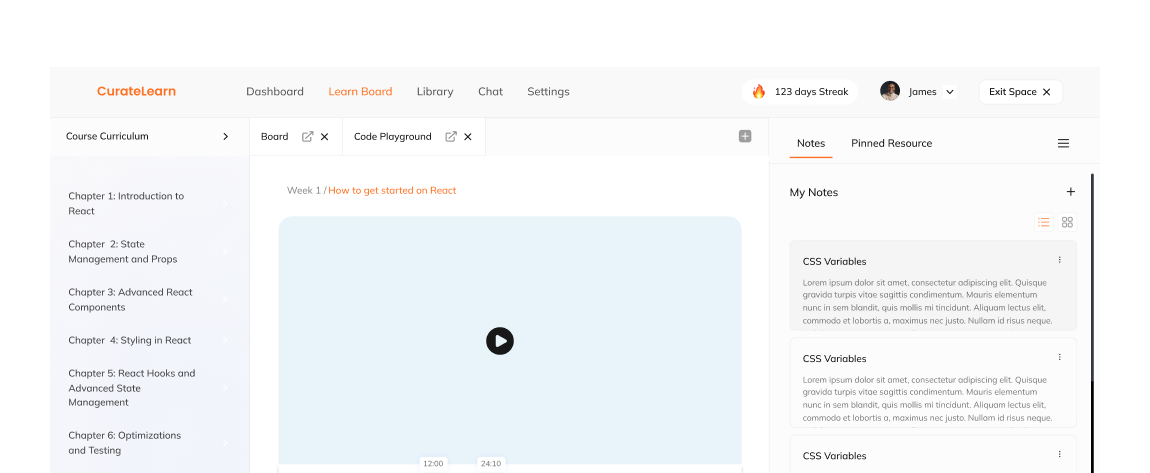 CurateLearn
Dashboard
Learn Board
Library
Chat
Settings
123 days Streak
James
Exit Space
Course Curriculum
Board
Code Playground
Notes
Pinned Resource
Chapter 1: Introduction to
React
Chapter 2: State
Management and Props
Chapter 3: Advanced React
Components
Chapter 4: Styling in React
Chapter 5: React Hooks and
Advanced State
Management
Chapter 6: Optimizations
and Testing
Week 1 / How to get started on React
12:00
24:10
My Notes
CSS Variables
Lorem ipsum dolor sit amet, consectetur adipiscing elit. Quisque
gravida turpis vitae sagittis condimentum. Mauris elementum
nunc in sem blandit, quis mollis mi tincidunt. Aliquam lectus elit,
commodo et lobortis a, maximus nec justo. Nullam id risus neque.
CSS Variables
Lorem ipsum dolor sit amet, consectetur adipiscing elit. Quisque
gravida turpis vitae sagittis condimentum. Mauris elementum
nunc in sem blandit, quis mollis mi tincidunt. Aliquam lectus elit,
commodo et lobortis a, maximus nec justo. Nullam id risus neque.
CSS Variables